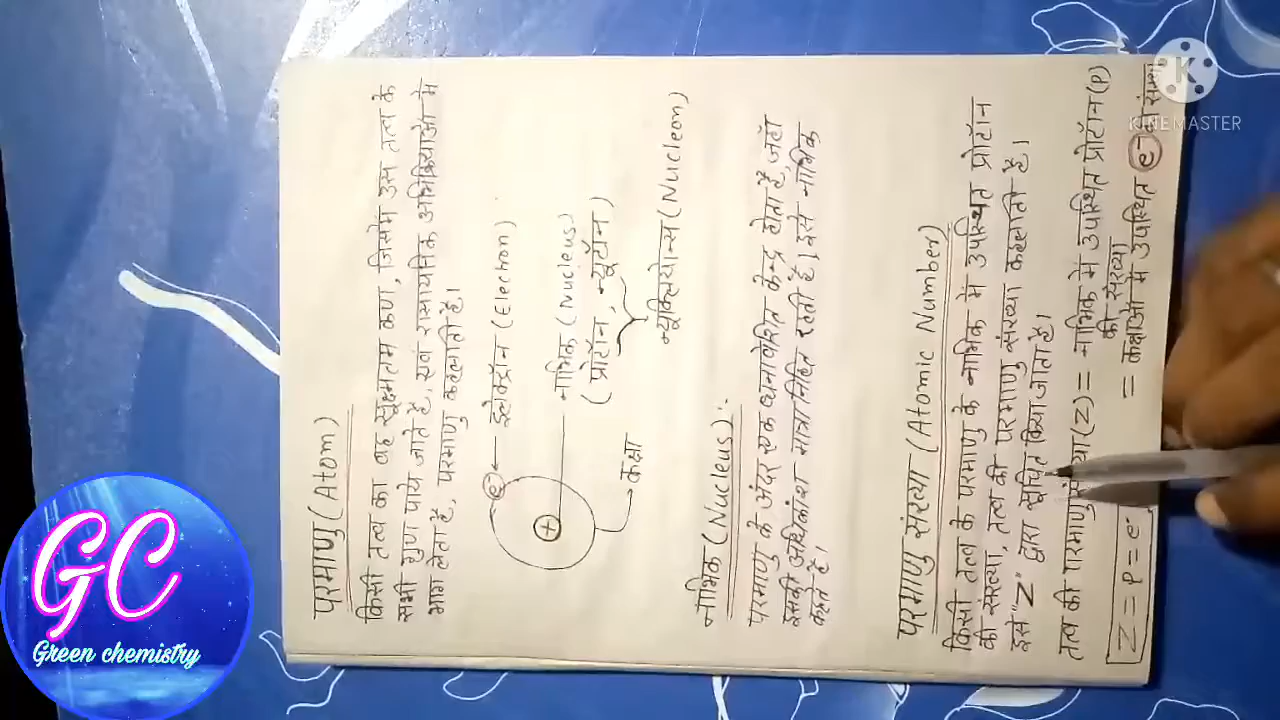 परमाणु (Atom)
किसी तत्व का वह सूक्ष्मतम कण, जिसमें उस तत्व के
सभी गुण पाये जाते हैं, एवं रासायनिक अभिक्रियाओं में
भाग लेता हैं, परमाणु कहलाती हैं।
e⁻
इलेक्ट्रॉन (Electron)
+
नाभिक (Nucleus)
(प्रोटॉन, न्यूट्रॉन)
कक्षा
न्यूक्लियोन्स (Nucleon)
नाभिक (Nucleus):-
परमाणु के अंदर एक धनावेशित केन्द्र होता हैं, जहाँ
इसकी अधिकांश मात्रा निहित रहती हैं। इसे नाभिक
कहते हैं।
परमाणु संख्या (Atomic Number)
किसी तत्व के परमाणु के नाभिक में उपस्थित प्रोटॉन
की संख्या, तत्व की परमाणु संख्या कहलाती हैं।
इसे "Z" द्वारा सूचित किया जाता हैं।
तत्व की परमाणु संख्या (Z) = नाभिक में उपस्थित प्रोटॉन (P)
की संख्या
= कक्षाओं में उपस्थित e⁻
Z = P = e⁻
GC
Green chemistry
K
KINEMASTER